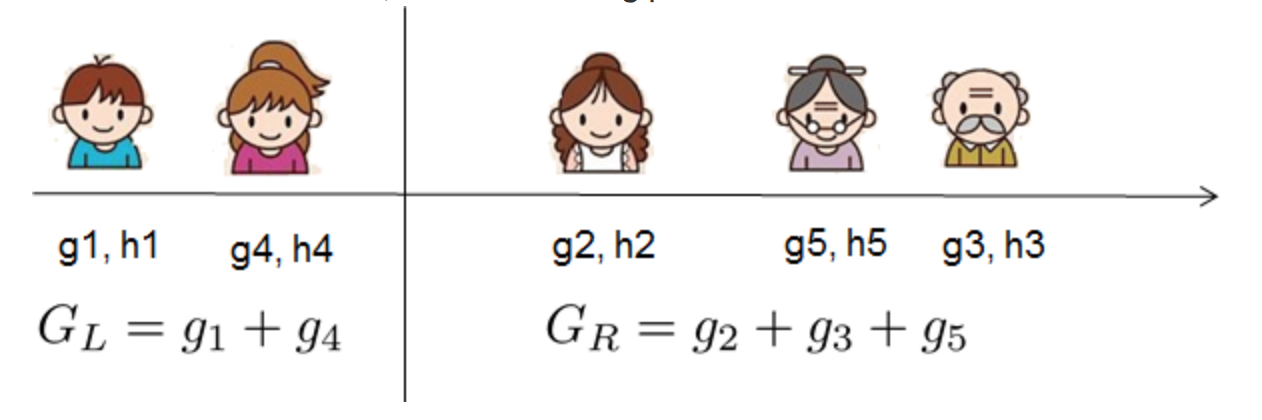 g1, h1 g4, h4 g2, h2 g5, h5 g3, h3
G_L = g_1 + g_4 G_R = g_2 + g_3 + g_5